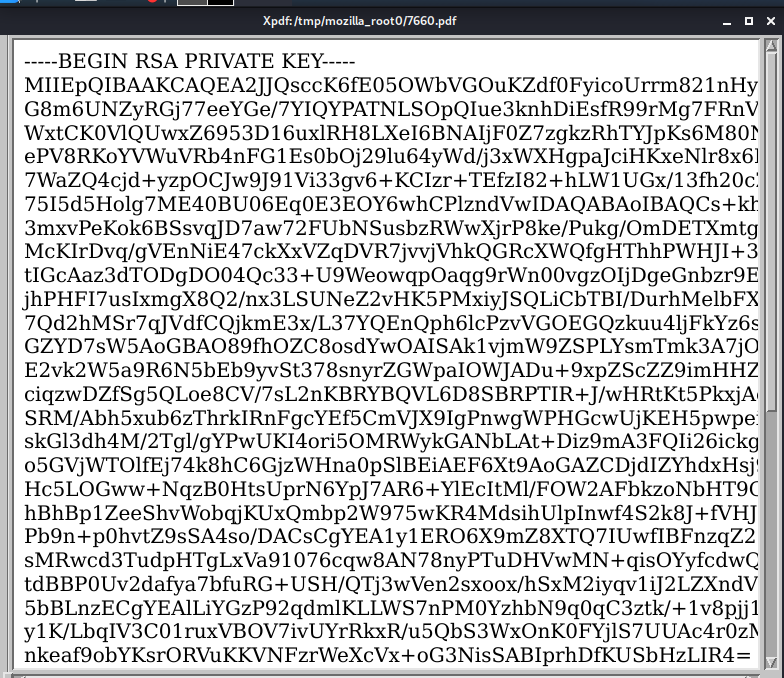 Xpdf: /tmp/mozilla_root0/7660.pdf
-----BEGIN RSA PRIVATE KEY-----
MIIEpQIBAAKCAQEA2JJQsccK6fE05OWbVGOuKZdf0FyicoUrrm821nHy
G8m6UNZyRGj77eeYGe/7YIQYPATNLSOpQIue3knhDiEsfR99rMg7FRnV
WxtCK0VlQUwxZ6953D16uxlRH8LXeI6BNAIjF0Z7zgkzRhTYJpKs6M80N
ePV8RKoYVWuVRb4nFG1Es0bOj29lu64yWd/j3xWXHgpaJciHKxeNlr8x6
7WaZQ4cjd+yzpOCJw9J91Vi33gv6+KCIzr+TEfzI82+hLW1UGx/13fh20c
75I5d5Holg7ME40BU06Eq0E3EOY6whCPlzndVwIDAQABAoIBAQCs+kh
3mxvPeKok6BSsvqJD7aw72FUbNSusbzRWwXjrP8ke/Pukg/OmDETXmtg
McKIrDvq/gVEnNiE47ckXxVZqDVR7jvvjVhkQGRcXWQfgHThhPWHJI+3
tIGcAaz3dTODgDO04Qc33+U9WeowqpOaqg9rWn00vgzOIjDgeGnbzr9E
jhPHFI7usIxmgX8Q2/nx3LSUNeZ2vHK5PMxiyJSQLiCbTBI/DurhMelbFX
7Qd2hMSr7qJVdfCQjkmE3x/L37YQEnQph6lcPzvVGOEGQzkuu4ljFkYz6s
GZYD7sW5AoGBAO89fhOZC8osdYwOAISAk1vjmW9ZSPLYsmTmk3A7jO
E2vk2W5a9R6N5bEb9yvSt378snyrZGWpaIOWJADu+9xpZScZZ9imHHZ
ciqzwDZfSg5QLoe8CV/7sL2nKBRYBQVL6D8SBRPTIR+J/wHRtKt5PkxjA
SRM/Abh5xub6zThrkIRnFgcYEf5CmVJX9IgPnwgWPHGcwUjKEH5pwpe
skGl3dh4M/2Tgl/gYPwUKI4ori5OMRWykGANbLAt+Diz9mA3FQIi26ickg
o5GVjWTOlfEj74k8hC6GjzWHna0pSlBEiAEF6Xt9AoGAZCDjdIZYhdxHsj
Hc5LOGww+NqzB0HtsUprN6YpJ7AR6+YlEcItMl/FOW2AFbkzoNbHT9C
hBhBp1ZeeShvWobqjKUxQmbp2W975wKR4MdsihUlpInwf4S2k8J+fVHJ
Pb9n+p0hvtZ9sSA4so/DACsCgYEA1y1ERO6X9mZ8XTQ7IUwfIBFnzqZ2
sMRwcd3TudpHTgLxVa91076cqw8AN78nyPTuDHVwMN+qisOYyfcdwQ
tdBBP0Uv2dafya7bfuRG+USH/QTj3wVen2sxoox/hSxM2iyqv1iJ2LZXndV
5bBLnzECgYEAlLiYGzP92qdmlKLLWS7nPM0YzhbN9q0qC3ztk/+1v8pjj1
y1K/LbqIV3C01ruxVBOV7ivUYrRkxR/u5QbS3WxOnK0FYjlS7UUAc4r0zM
nkeaf9obYKsrORVuKKVNFzrWeXcVx+oG3NisSABIprhDfKUSbHzLIR4=